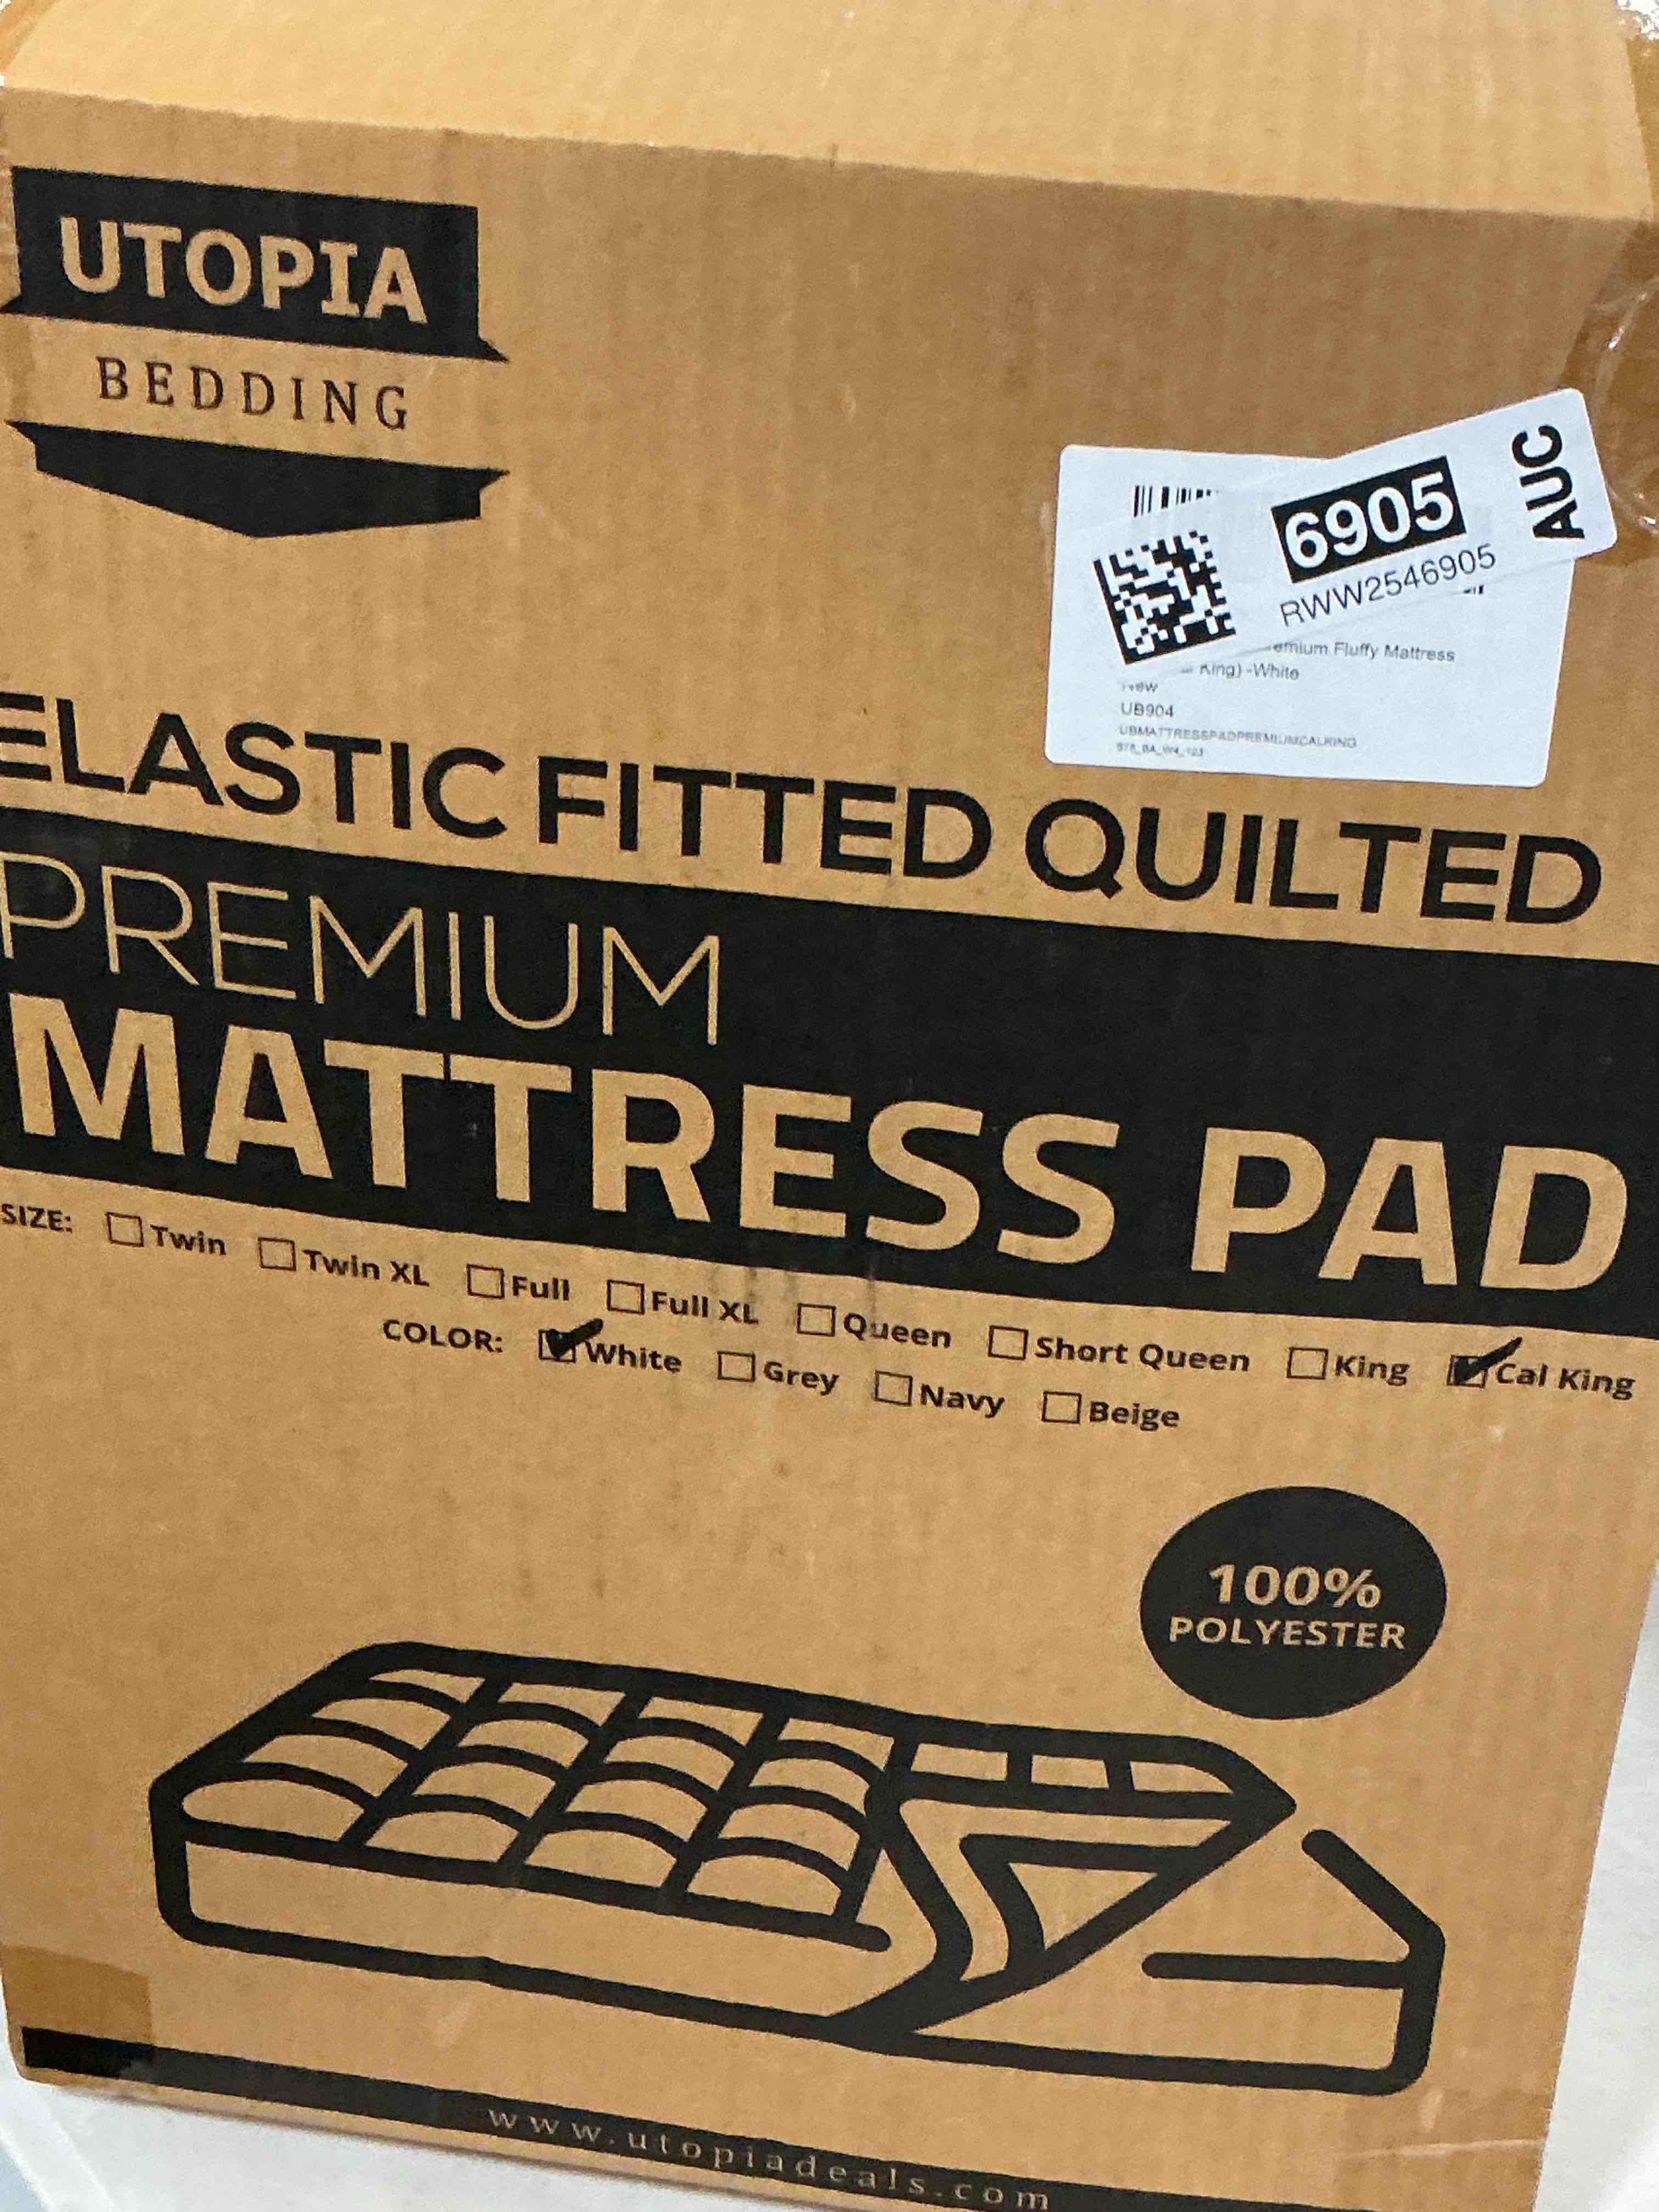 UTOPIA
BEDDING
6905
AUC
RWW2546905
Fluffy Mattress
King) -White
New
UB904
UBMATTRESSPADPREMIUMCALKING
ELASTIC FITTED QUILTED
PREMIUM
MATTRESS PAD
SIZE: Twin Twin XL Full Full XL Queen Short Queen King Cal King
COLOR: White Grey Navy Beige
100%
POLYESTER
www.utopiadeals.com